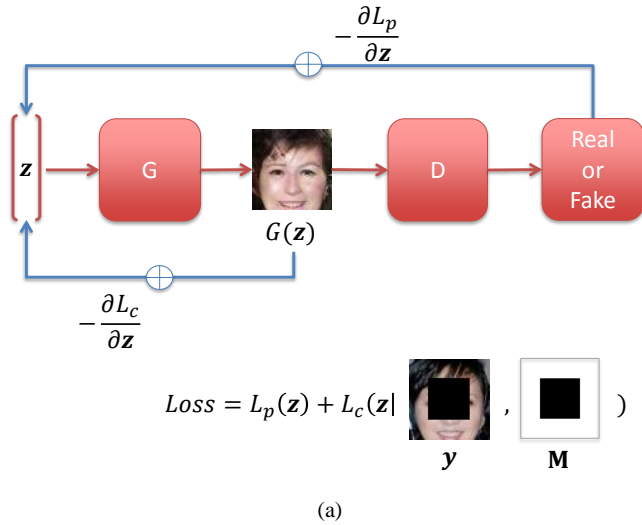 − ∂L_p / ∂z
z
G
G(z)
D
Real
or
Fake
− ∂L_c / ∂z
Loss = L_p(z) + L_c(z| , )
y
M
(a)